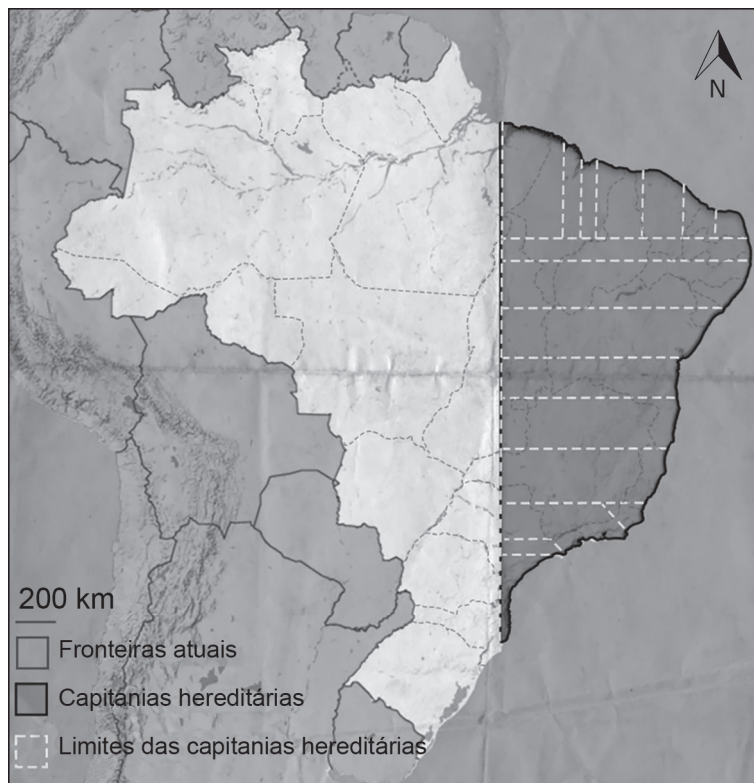 N
200 km
Fronteiras atuais
Capitanias hereditárias
Limites das capitanias hereditárias